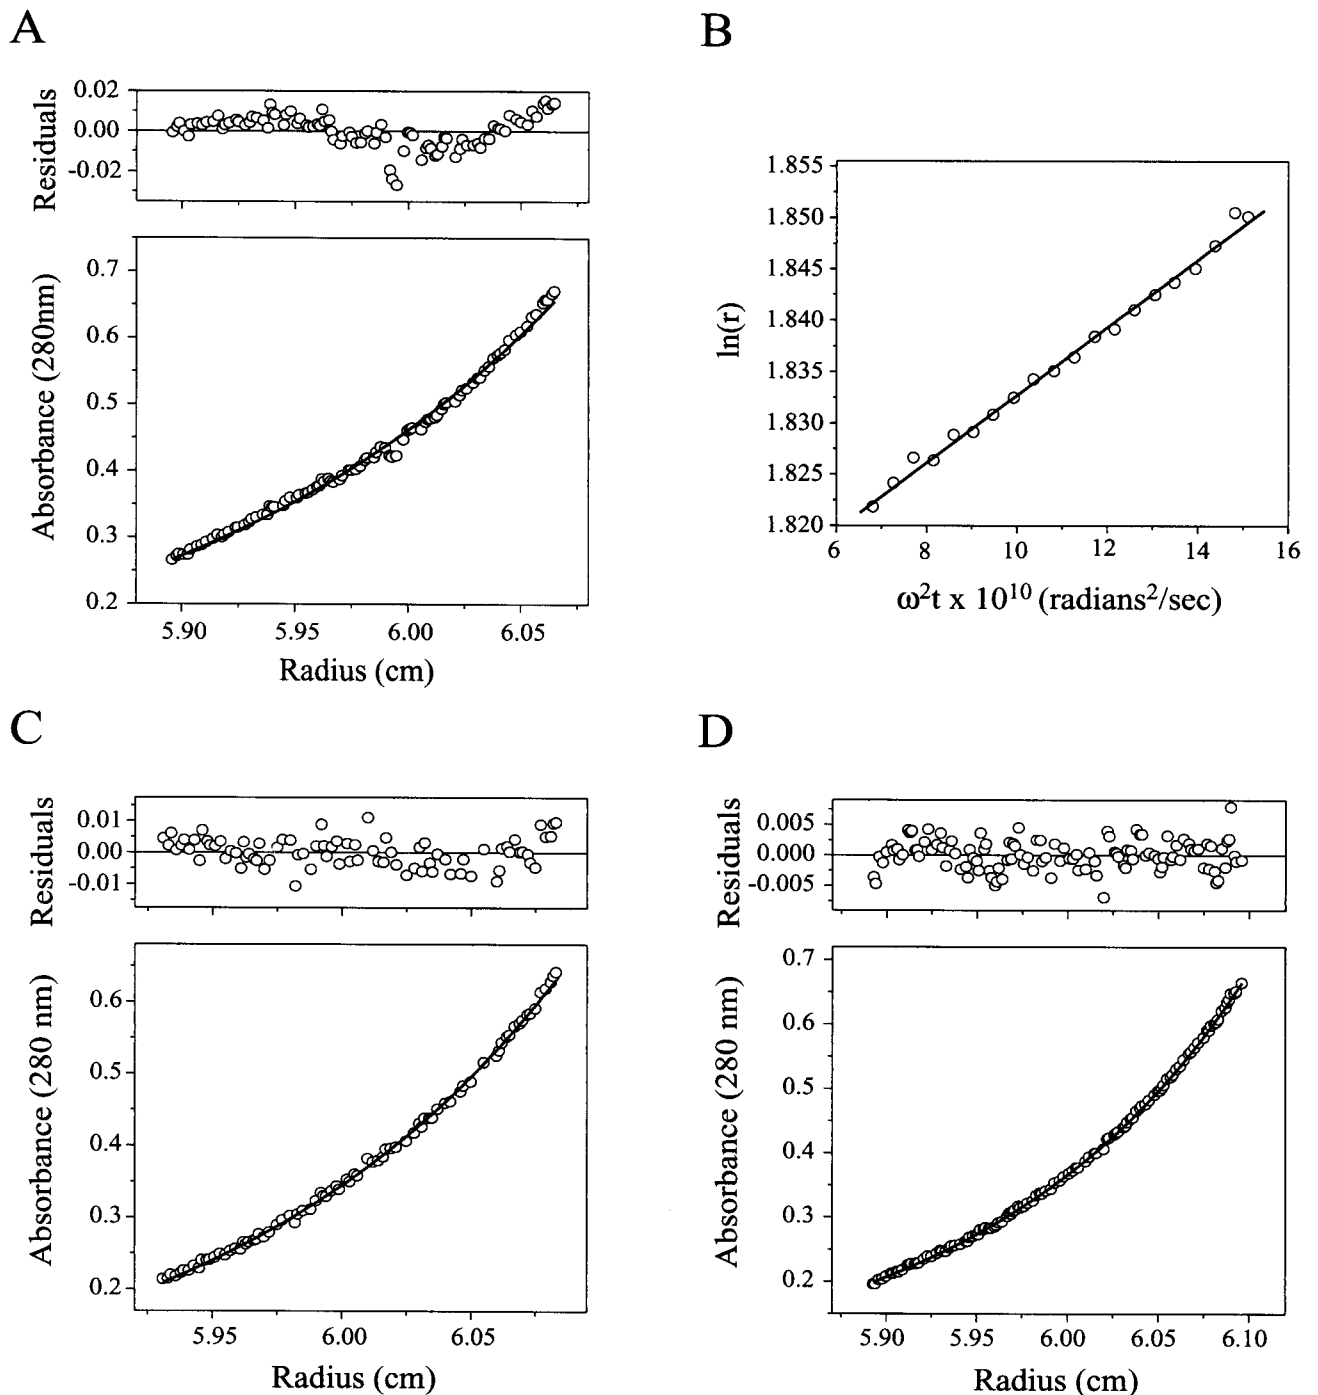 A
Residuals
0.02
0.00
-0.02
Absorbance (280nm)
0.7
0.6
0.5
0.4
0.3
0.2
5.90 5.95 6.00 6.05
Radius (cm)
B
ln(r)
1.855
1.850
1.845
1.840
1.835
1.830
1.825
1.820
6 8 10 12 14 16
ω²t x 10¹⁰ (radians²/sec)
C
Residuals
0.01
0.00
-0.01
Absorbance (280 nm)
0.6
0.5
0.4
0.3
0.2
5.95 6.00 6.05
Radius (cm)
D
Residuals
0.005
0.000
-0.005
Absorbance (280 nm)
0.7
0.6
0.5
0.4
0.3
0.2
5.90 5.95 6.00 6.05 6.10
Radius (cm)